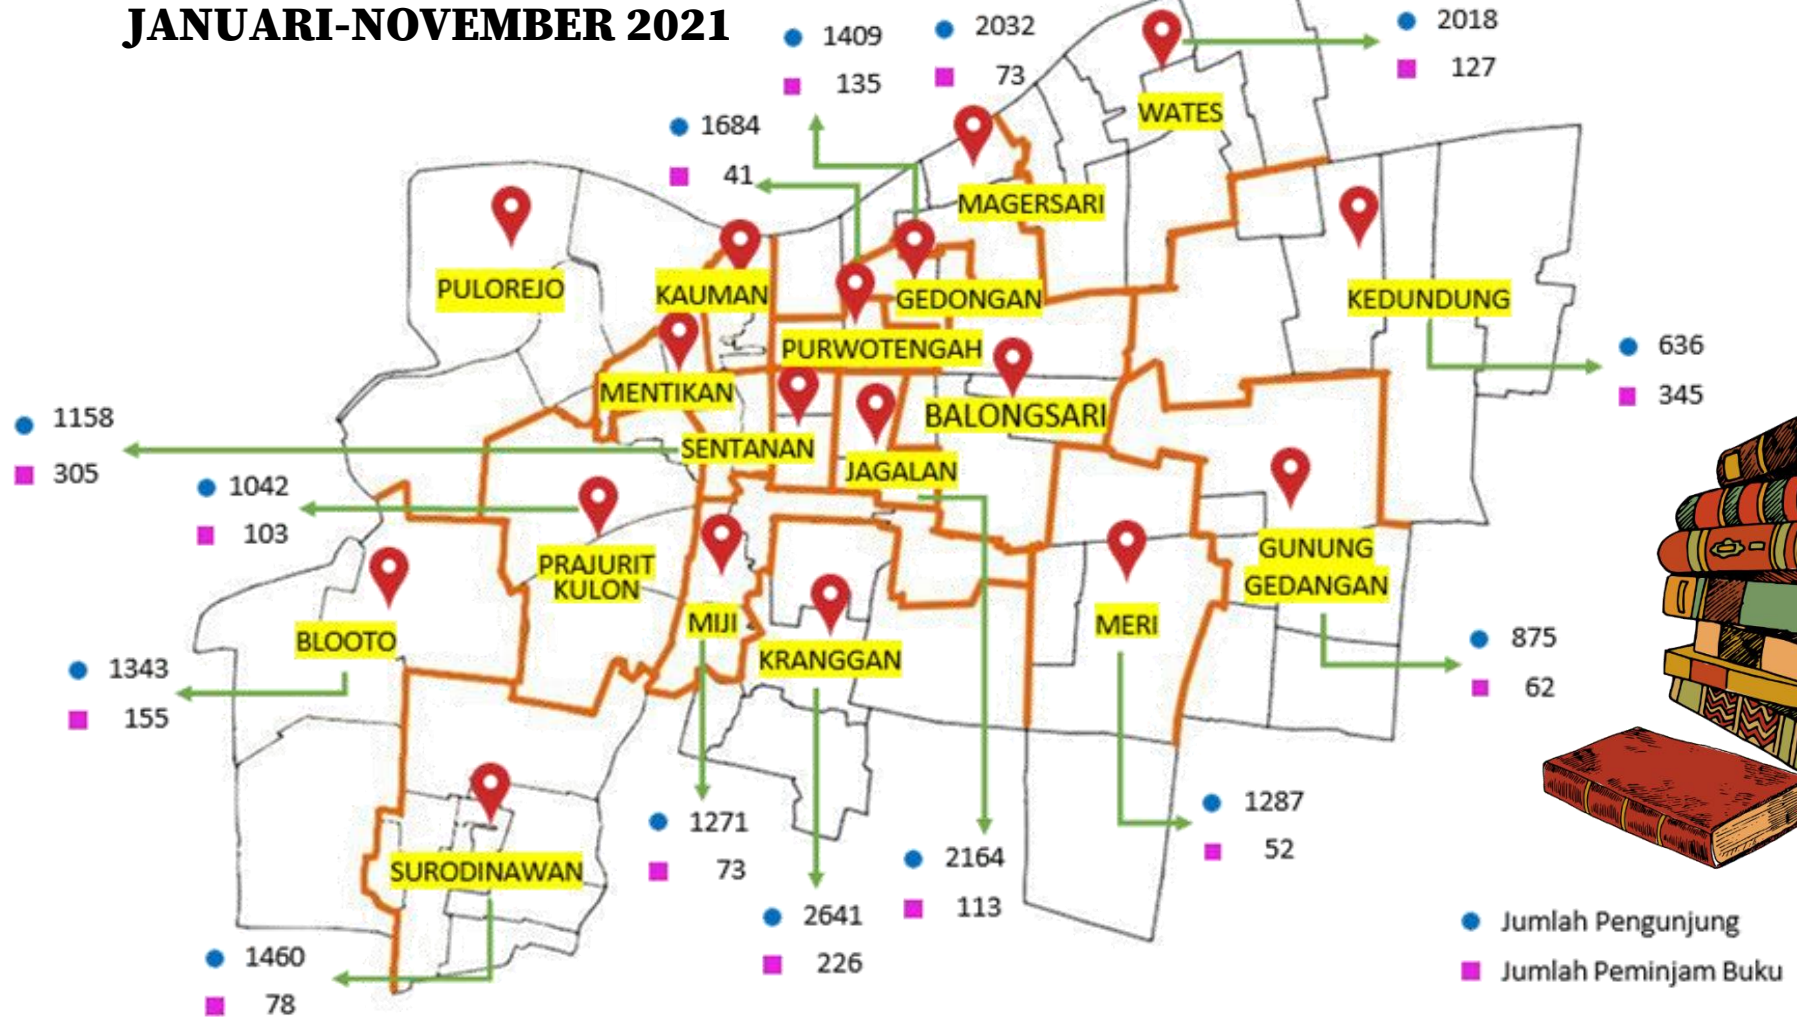 JANUARI-NOVEMBER 2021
1409
135
2032
73
2018
127
1684
41
WATES
MAGERSARI
PULOREJO
KAUMAN
GEDONGAN
KEDUNDUNG
PURWOTENGAH
636
345
MENTIKAN
BALONGSARI
1158
305
SENTANAN
JAGALAN
1042
103
PRAJURIT
KULON
GUNUNG
GEDANGAN
BLOOTO
MIJI
MERI
KRANGGAN
875
62
1343
155
1271
73
2164
113
1287
52
SURODINAWAN
2641
226
1460
78
Jumlah Pengunjung
Jumlah Peminjam Buku